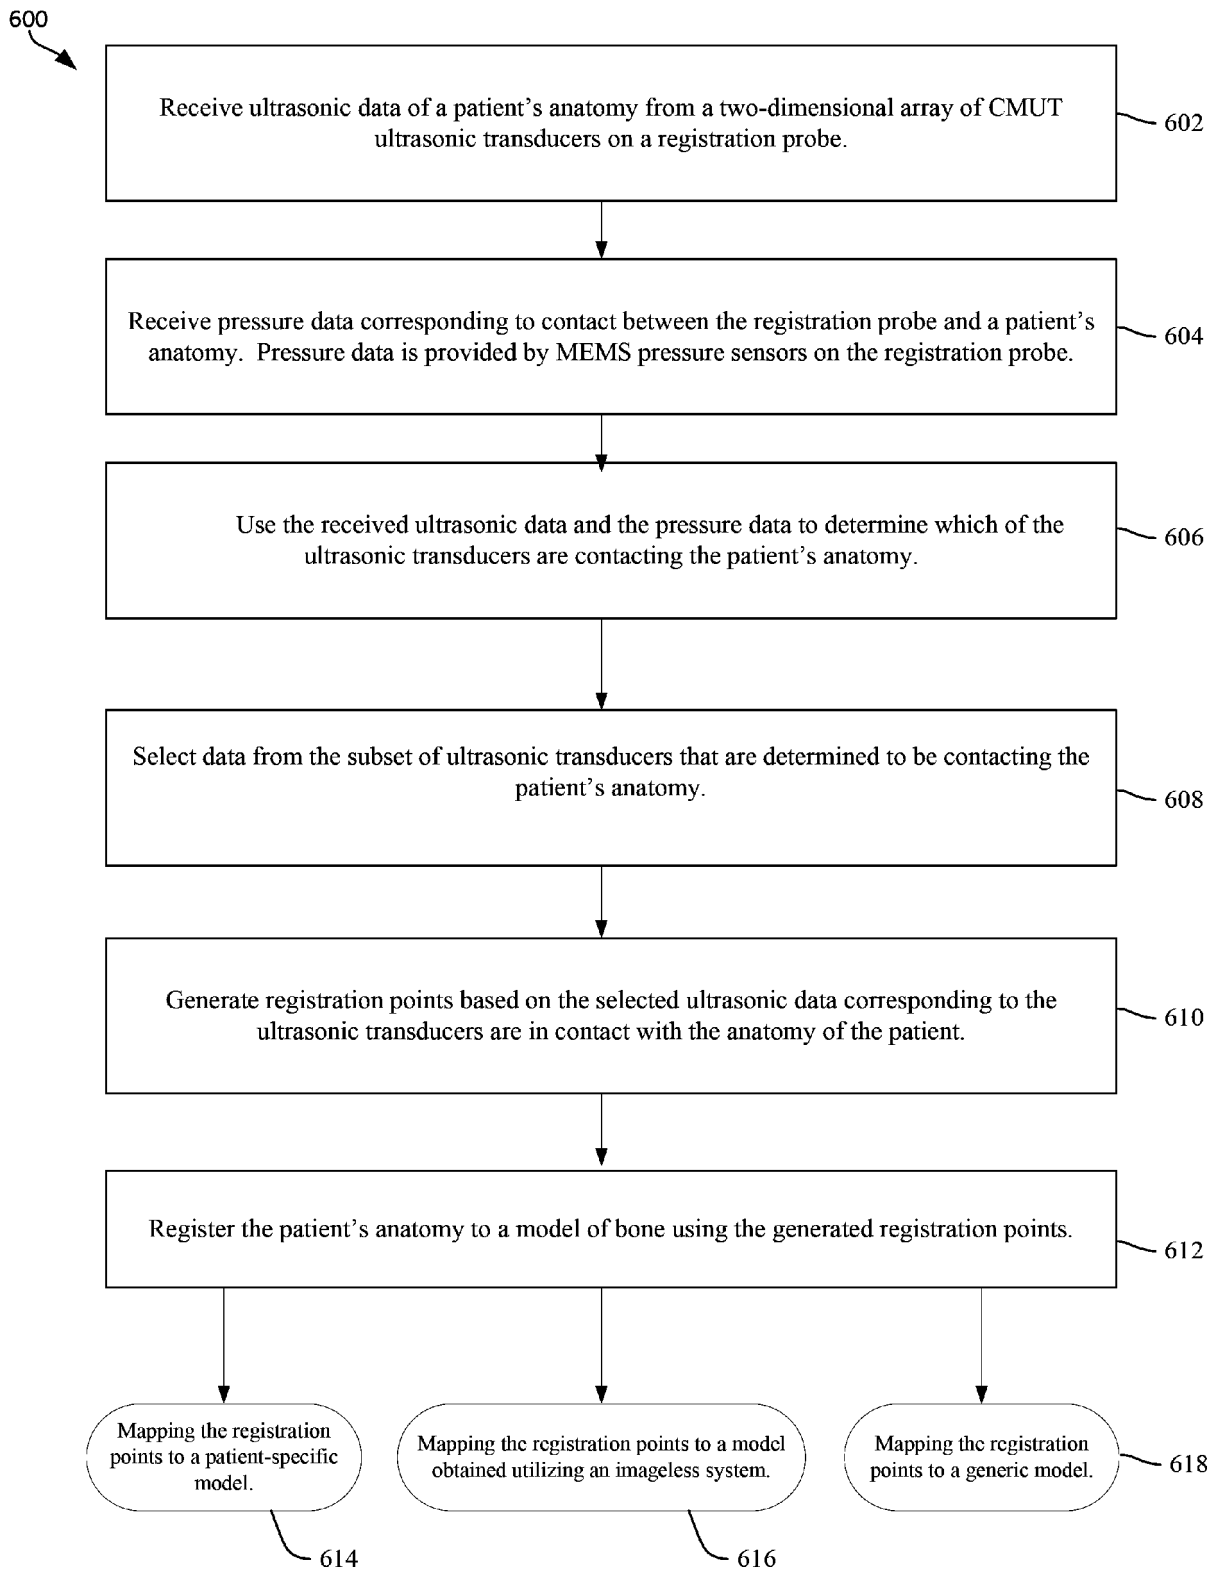 600
Receive ultrasonic data of a patient’s anatomy from a two-dimensional array of CMUT
ultrasonic transducers on a registration probe.
602
Receive pressure data corresponding to contact between the registration probe and a patient’s
anatomy.  Pressure data is provided by MEMS pressure sensors on the registration probe.
604
Use the received ultrasonic data and the pressure data to determine which of the
ultrasonic transducers are contacting the patient’s anatomy.
606
Select data from the subset of ultrasonic transducers that are determined to be contacting the
patient’s anatomy.
608
Generate registration points based on the selected ultrasonic data corresponding to the
ultrasonic transducers are in contact with the anatomy of the patient.
610
Register the patient’s anatomy to a model of bone using the generated registration points.
612
Mapping the registration
points to a patient-specific
model.
614
Mapping the registration points to a model
obtained utilizing an imageless system.
616
Mapping the registration
points to a generic model.
618